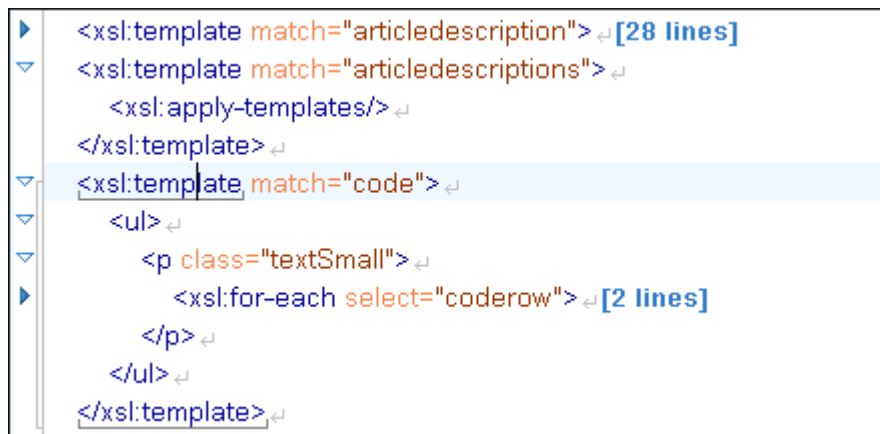 <xsl:template match="articledescription">↵[28 lines]
<xsl:template match="articledescriptions">↵
<xsl:apply-templates/>↵
</xsl:template>↵
<xsl:template match="code">↵
<ul>↵
<p class="textSmall">↵
<xsl:for-each select="coderow">↵[2 lines]
</p>↵
</ul>↵
</xsl:template>↵